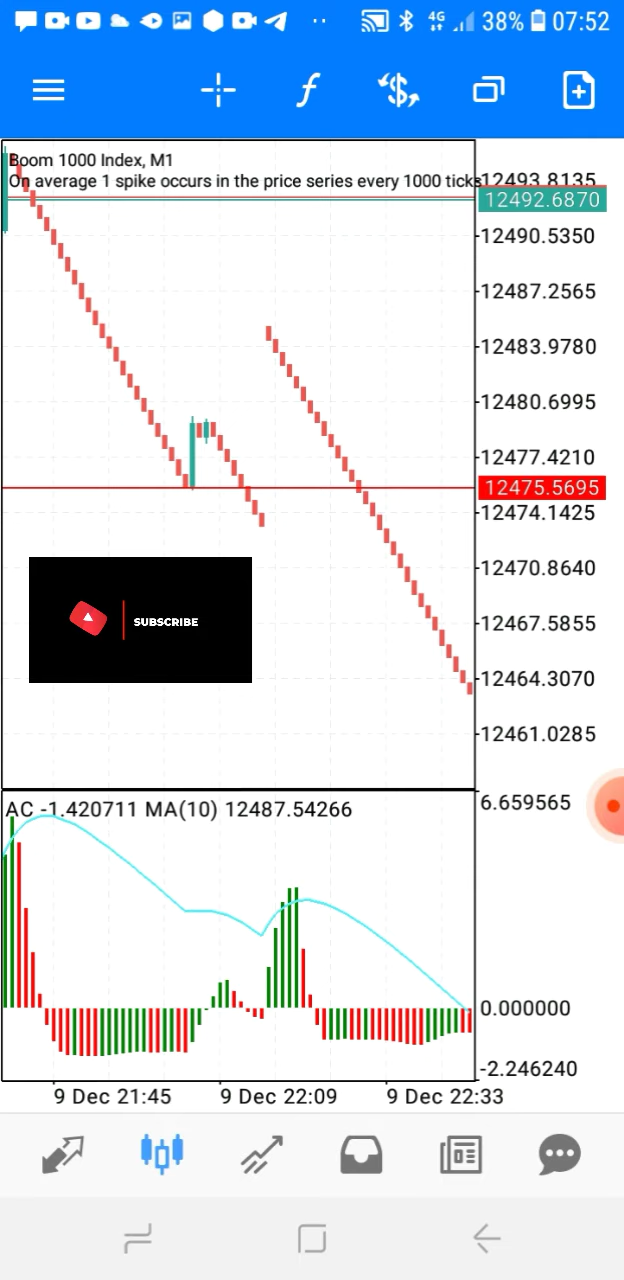 4G 38% 07:52
Boom 1000 Index, M1
On average 1 spike occurs in the price series every 1000 ticks
12493.8135
12492.6870
12490.5350
12487.2565
12483.9780
12480.6995
12477.4210
12475.5695
12474.1425
12470.8640
12467.5855
12464.3070
12461.0285
SUBSCRIBE
AC -1.420711 MA(10) 12487.54266
6.659565
0.000000
-2.246240
9 Dec 21:45 9 Dec 22:09 9 Dec 22:33